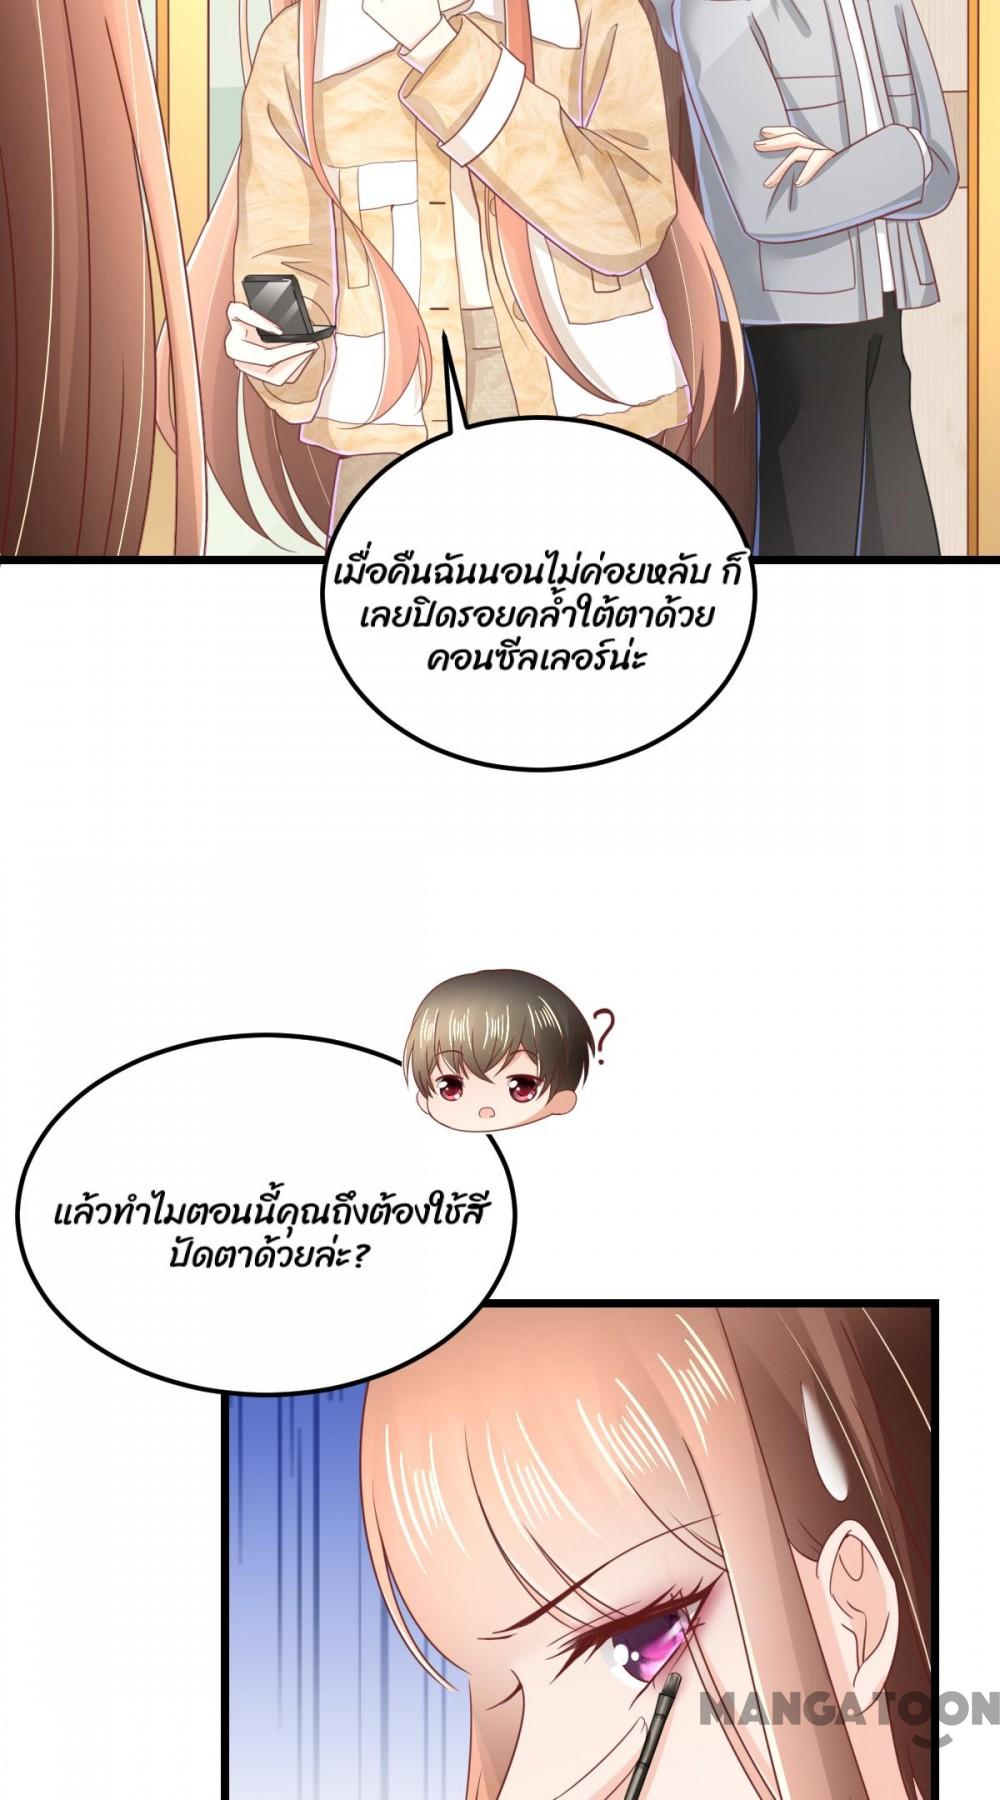 เมื่อคืนฉันนอนไม่ค่อยหลับ ก็
เลยปิดรอยคล้ำใต้ตาด้วย
คอนซีลเลอร์น่ะ
?
แล้วทำไมตอนนี้คุณถึงต้องใช้สี
ปัดตาด้วยล่ะ?
MANGATOON